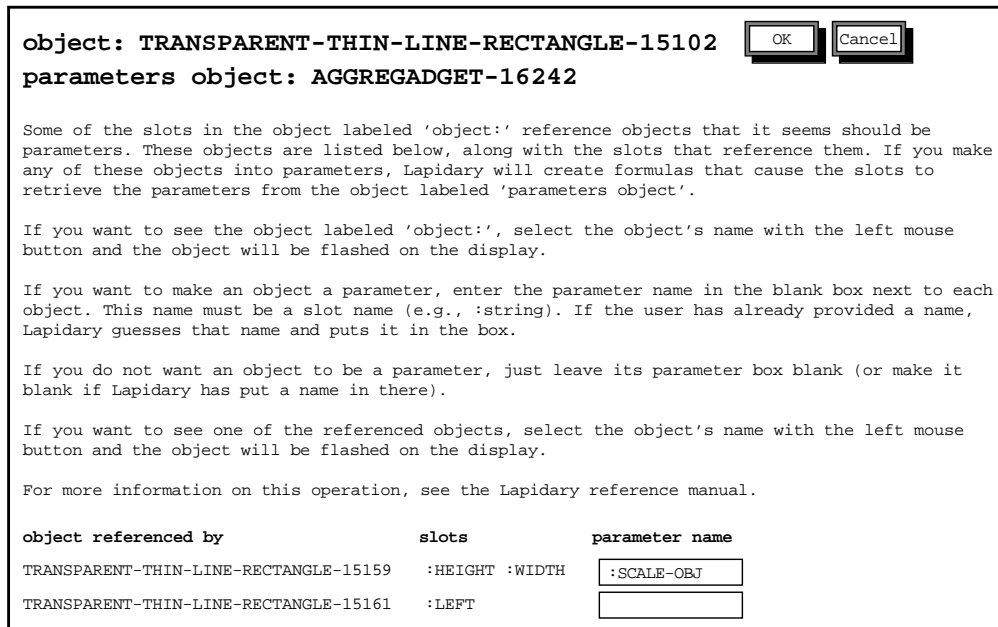 object: TRANSPARENT-THIN-LINE-RECTANGLE-15102 OK Cancel
parameters object: AGGREGADGET-16242
Some of the slots in the object labeled ’object:’ reference objects that it seems should be
parameters. These objects are listed below, along with the slots that reference them. If you make
any of these objects into parameters, Lapidary will create formulas that cause the slots to
retrieve the parameters from the object labeled ’parameters object’.
If you want to see the object labeled ’object:’, select the object’s name with the left mouse
button and the object will be flashed on the display.
If you want to make an object a parameter, enter the parameter name in the blank box next to each
object. This name must be a slot name (e.g., :string). If the user has already provided a name,
Lapidary guesses that name and puts it in the box.
If you do not want an object to be a parameter, just leave its parameter box blank (or make it
blank if Lapidary has put a name in there).
If you want to see one of the referenced objects, select the object’s name with the left mouse
button and the object will be flashed on the display.
For more information on this operation, see the Lapidary reference manual.
object referenced by slots parameter name
TRANSPARENT-THIN-LINE-RECTANGLE-15159 :HEIGHT :WIDTH :SCALE-OBJ
TRANSPARENT-THIN-LINE-RECTANGLE-15161 :LEFT